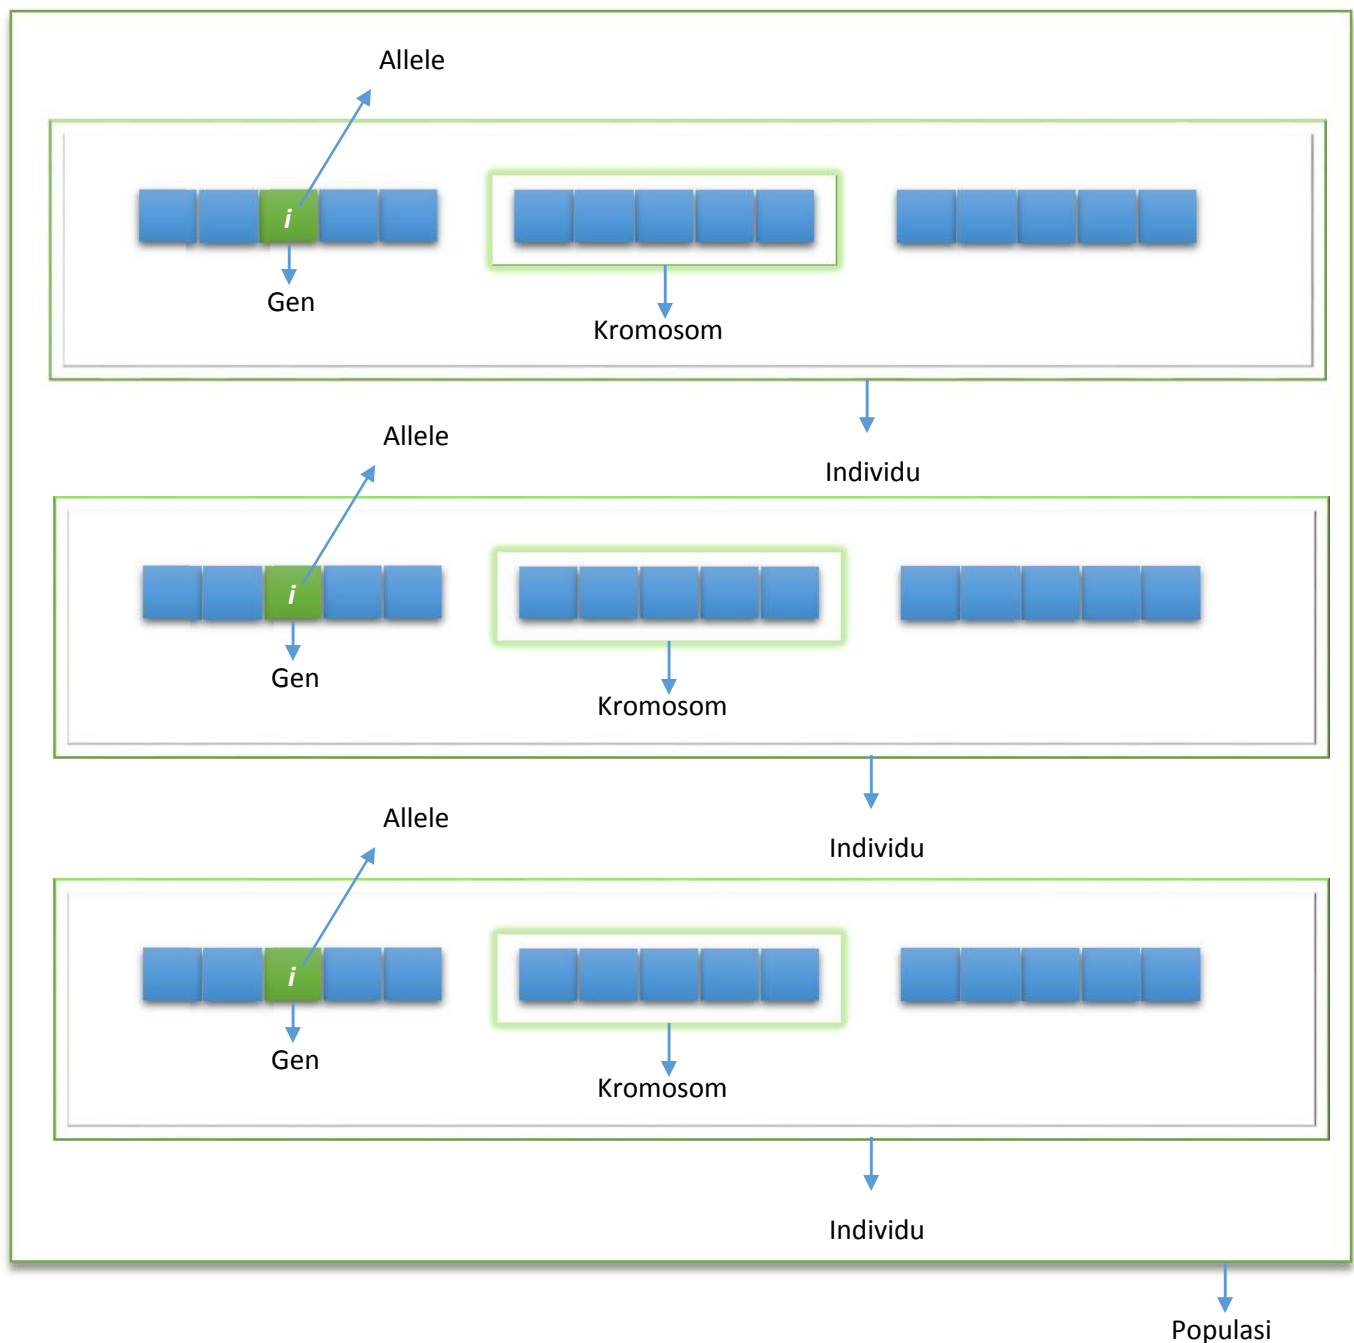 Allele
i
Gen
Kromosom
Individu
Allele
i
Gen
Kromosom
Individu
Allele
i
Gen
Kromosom
Individu
Populasi